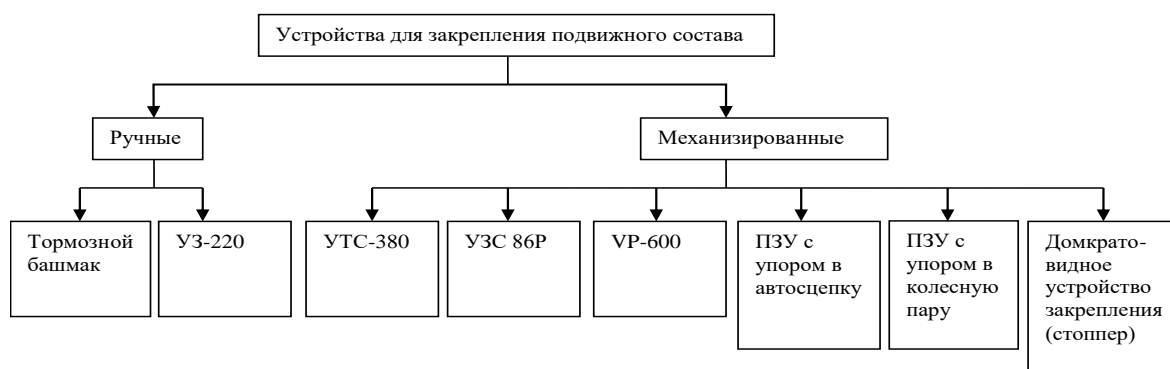 Устройства для закрепления подвижного состава
Ручные
Механизированные
Тормозной
башмак
УЗ-220
УТС-380
УЗС 86Р
VP-600
ПЗУ с
упором в
автосцепку
ПЗУ с
упором в
колесную
пару
Домкрато-
видное
устройство
закрепления
(стоппер)